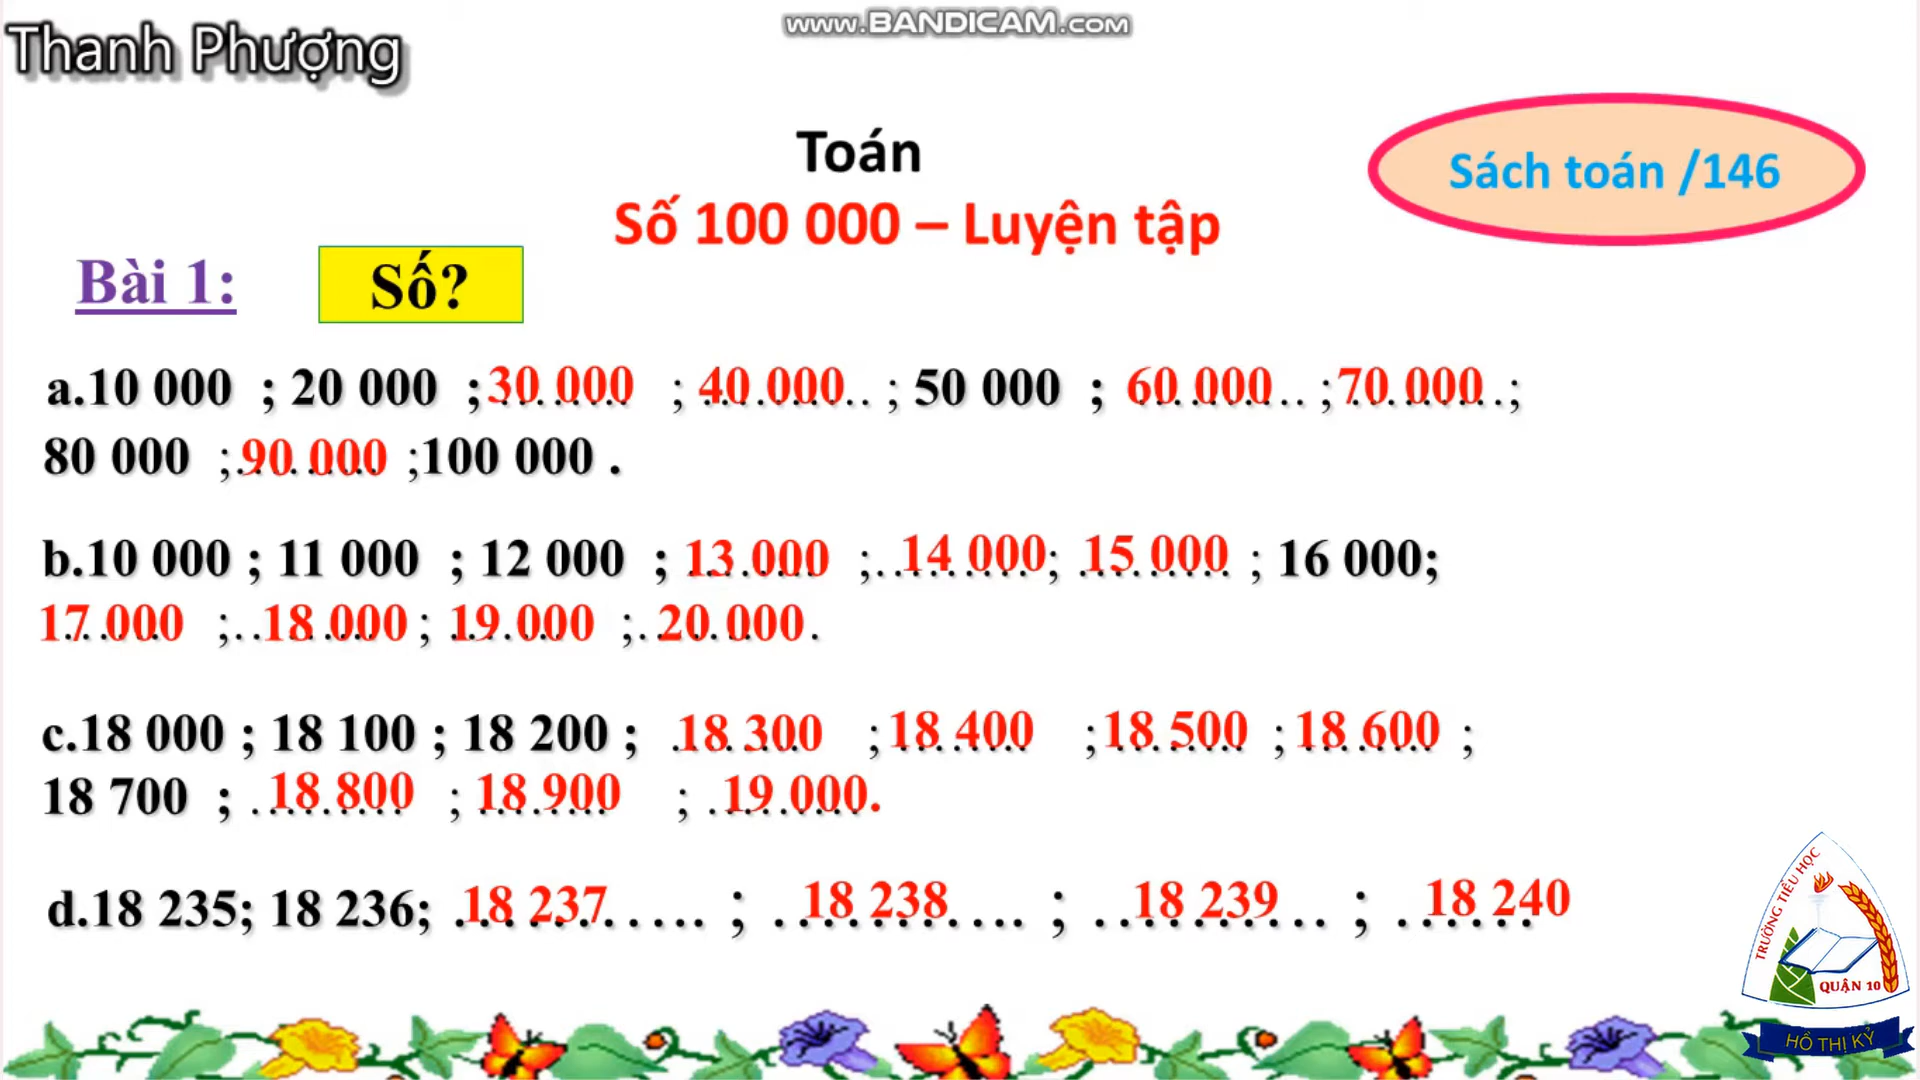 Thanh Phượng
www.BANDICAM.com
Toán
Sách toán /146
Số 100 000 – Luyện tập
Bài 1:
Số?
a.10 000 ; 20 000 ; 30 000 ; 40 000 ; 50 000 ; 60 000 ; 70 000 ;
80 000 ; 90 000 ;100 000 .
b.10 000 ; 11 000 ; 12 000 ; 13 000 ; 14 000; 15 000 ; 16 000;
17 000 ; 18 000 ; 19 000 ; 20 000 .
c.18 000 ; 18 100 ; 18 200 ; 18 300 ; 18 400 ; 18 500 ; 18 600 ;
18 700 ; 18 800 ; 18 900 ; 19 000.
d.18 235; 18 236; 18 237 ; 18 238 ; 18 239 ; 18 240
TRƯỜNG TIỂU HỌC
QUẬN 10
HỒ THỊ KỶ